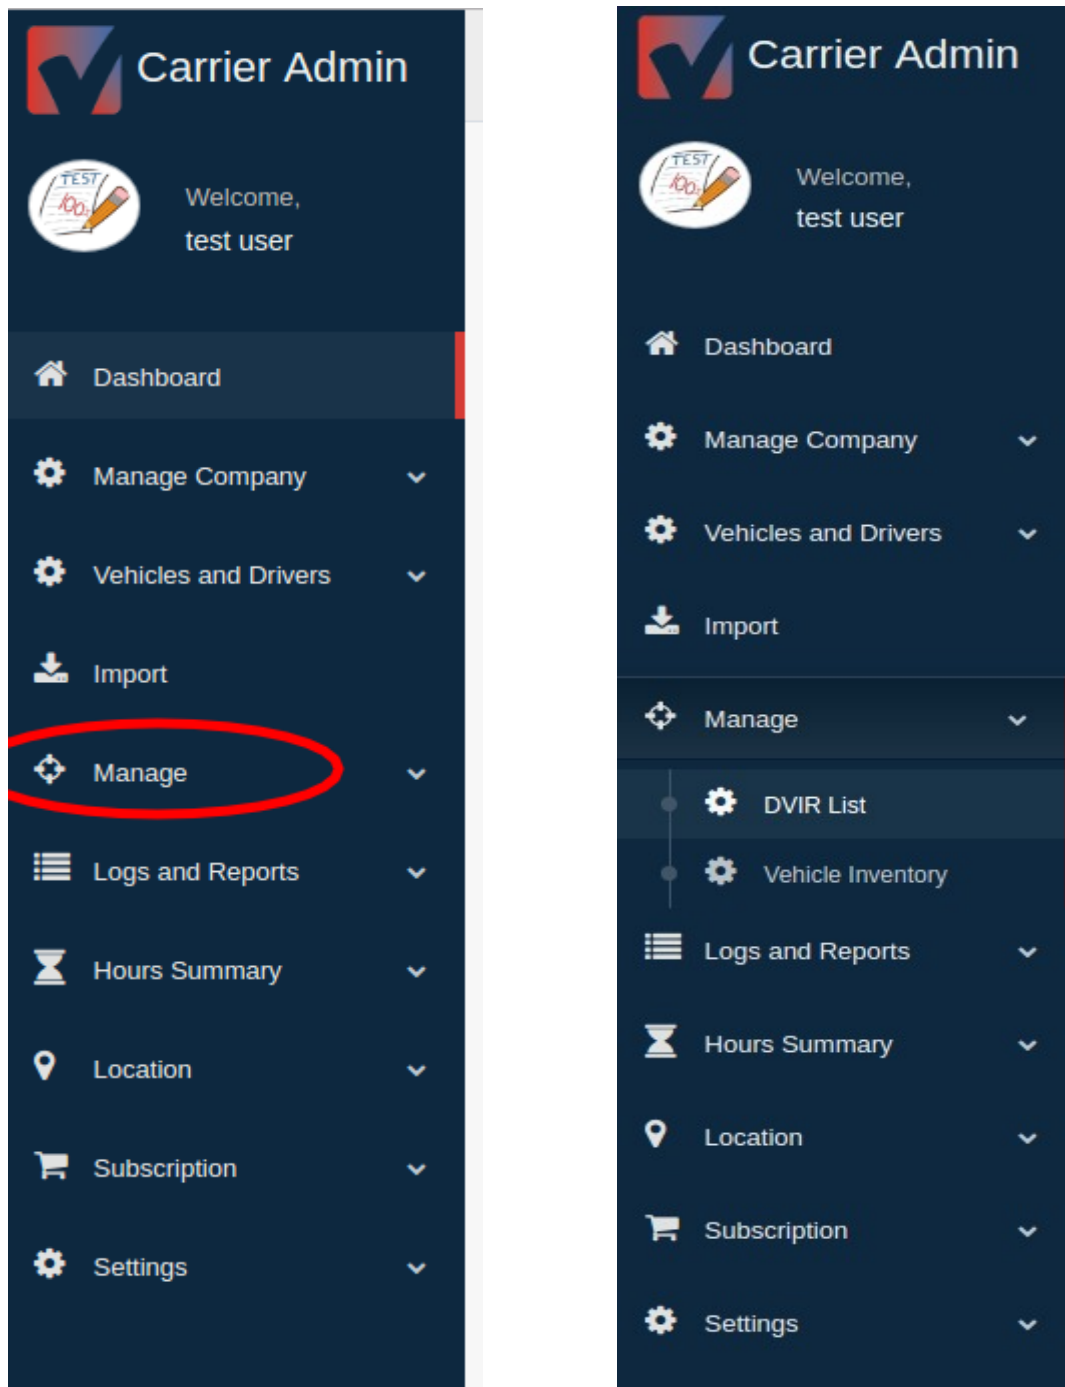 Carrier Admin
TEST
100%
Welcome,
test user
Dashboard
Manage Company
Vehicles and Drivers
Import
Manage
Logs and Reports
Hours Summary
Location
Subscription
Settings
Carrier Admin
TEST
100%
Welcome,
test user
Dashboard
Manage Company
Vehicles and Drivers
Import
Manage
DVIR List
Vehicle Inventory
Logs and Reports
Hours Summary
Location
Subscription
Settings